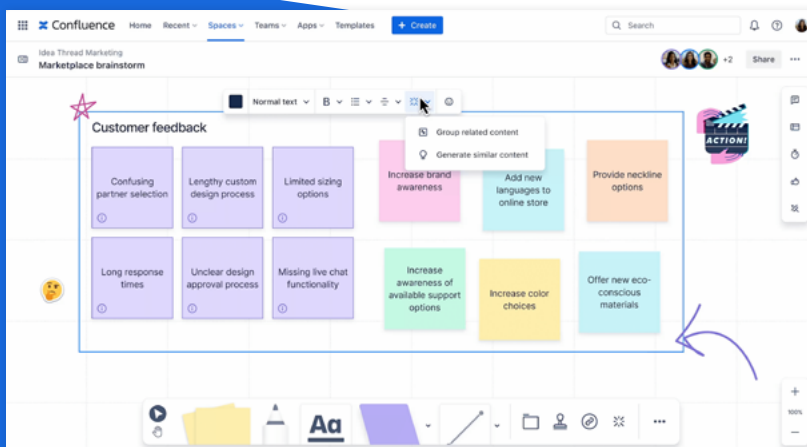 Confluence Home Recent Spaces Teams Apps Templates + Create Search
Idea Thread Marketing
Marketplace brainstorm
+2 Share
Normal text B
Group related content
Generate similar content
Customer feedback
ACTION!
Confusing
partner selection
Lengthy custom
design process
Limited sizing
options
Increase brand
awareness
Add new
languages to
online store
Provide neckline
options
Long response
times
Unclear design
approval process
Missing live chat
functionality
Increase
awareness of
available support
options
Increase color
choices
Offer new eco-
conscious
materials
Aa
100%